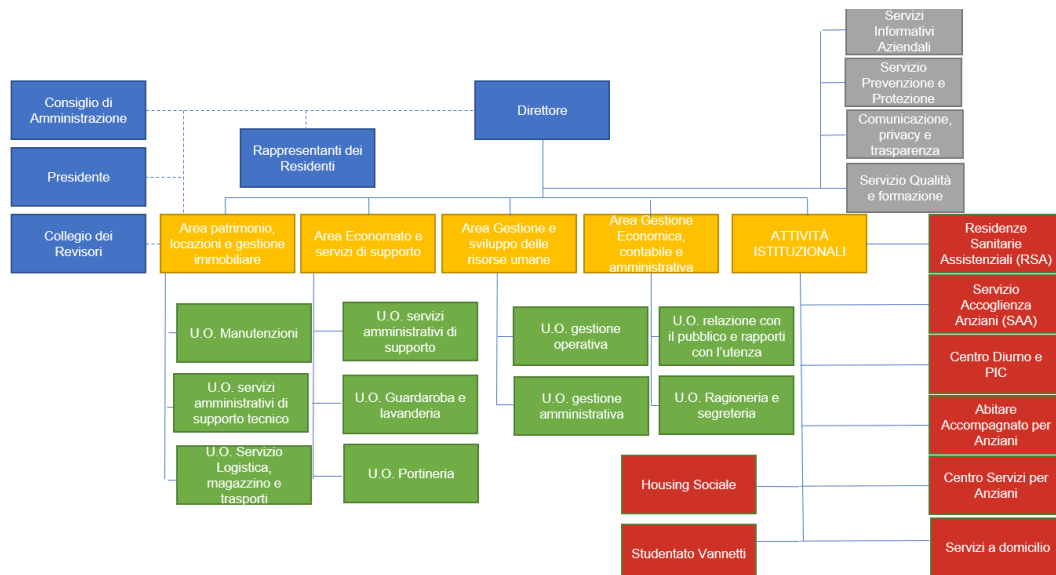 Servizi
Informativi
Aziendali
Servizio
Prevenzione e
Protezione
Comunicazione,
privacy e
trasparenza
Servizio Qualità
e formazione
Consiglio di
Amministrazione
Direttore
Rappresentanti dei
Residenti
Presidente
Collegio dei
Revisori
Area patrimonio,
locazioni e gestione
immobiliare
Area Economato e
servizi di supporto
Area Gestione e
sviluppo delle
risorse umane
Area Gestione
Economica,
contabile e
amministrativa
ATTIVITÀ
ISTITUZIONALI
Residenze
Sanitarie
Assistenziali (RSA)
U.O. Manutenzioni
U.O. servizi
amministrativi di
supporto tecnico
U.O. Servizio
Logistica,
magazzino e
trasporti
U.O. servizi
amministrativi di
supporto
U.O. Guardaroba e
lavanderia
U.O. Portineria
U.O. gestione
operativa
U.O. gestione
amministrativa
U.O. relazione con
il pubblico e rapporti
con l'utenza
U.O. Ragioneria e
segreteria
Servizio
Accoglienza
Anziani (SAA)
Centro Diurno e
PIC
Abitare
Accompagnato per
Anziani
Centro Servizi per
Anziani
Servizi a domicilio
Housing Sociale
Studentato Vannetti